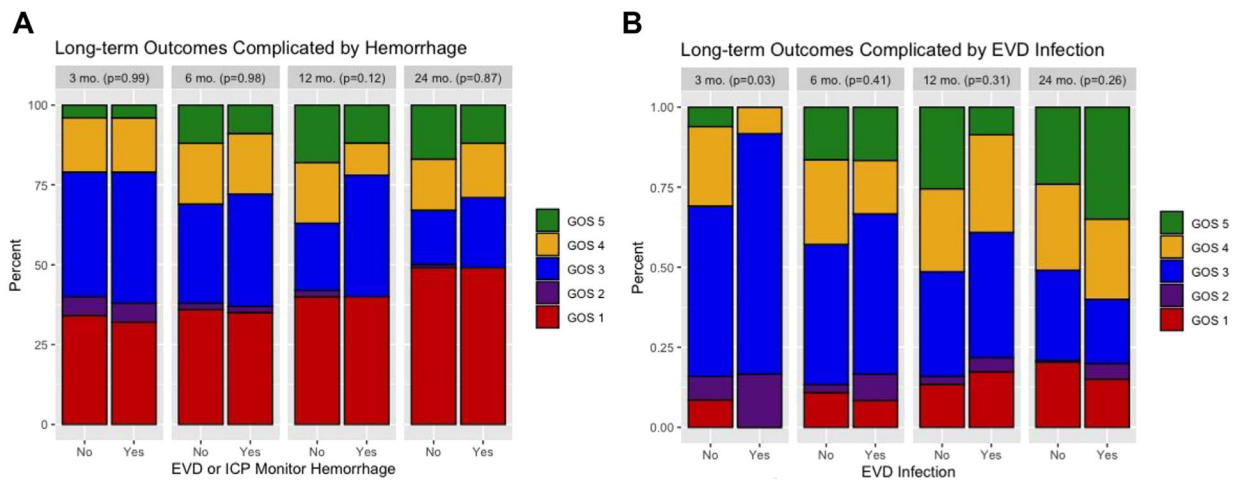 A
Long-term Outcomes Complicated by Hemorrhage
3 mo. (p=0.99) 6 mo. (p=0.98) 12 mo. (p=0.12) 24 mo. (p=0.87)
100
75
50
25
0
Percent
No Yes No Yes No Yes No Yes
EVD or ICP Monitor Hemorrhage
GOS 5
GOS 4
GOS 3
GOS 2
GOS 1
B
Long-term Outcomes Complicated by EVD Infection
3 mo. (p=0.03) 6 mo. (p=0.41) 12 mo. (p=0.31) 24 mo. (p=0.26)
1.00
0.75
0.50
0.25
0.00
Percent
No Yes No Yes No Yes No Yes
EVD Infection
GOS 5
GOS 4
GOS 3
GOS 2
GOS 1